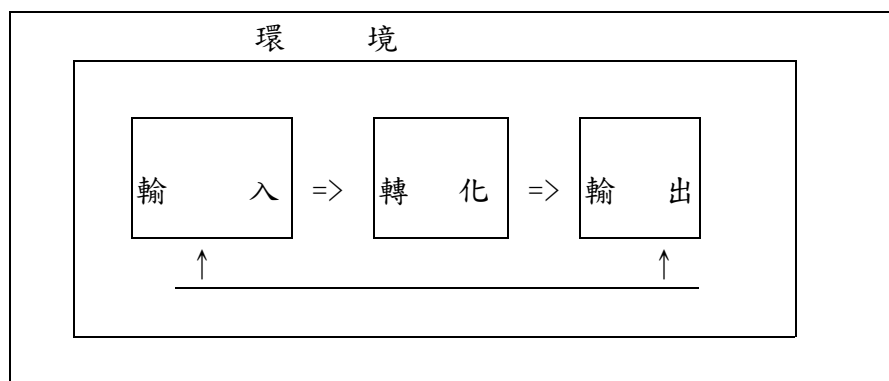 環 境
輸 入 => 轉 化 => 輸 出
↑ ↑